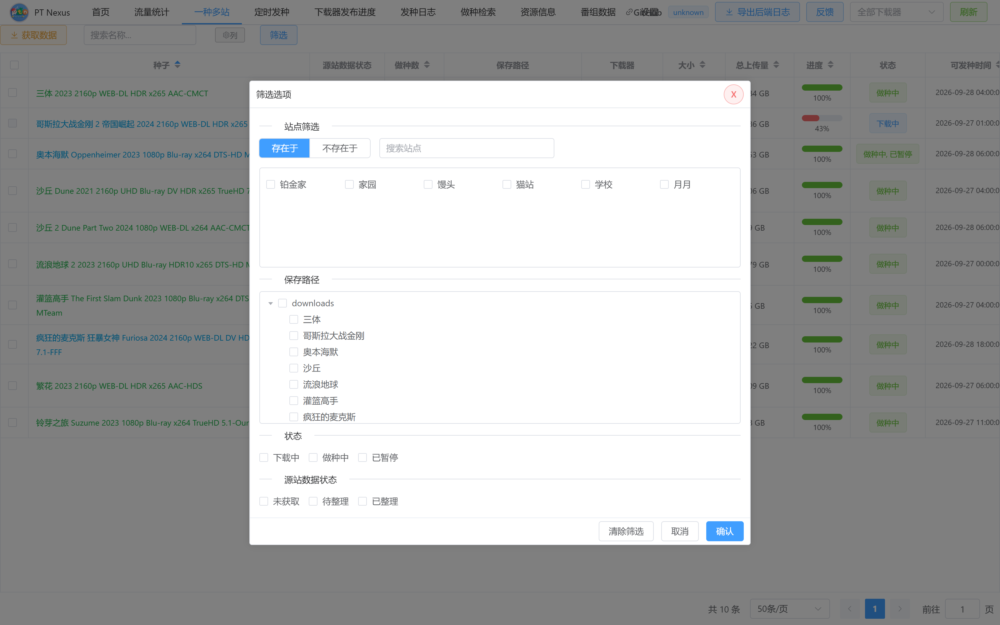 PT Nexus 首页 流量统计 一种多站 定时发种 下载器发布进度 发种日志 做种检索 资源信息 番组数据 GitHub 设置 unknown 导出后端日志 反馈 全部下载器 刷新
获取数据 搜索名称... 列 筛选
种子 源站数据状态 做种数 保存路径 下载器 大小 总上传量 进度 状态 可发种时间
筛选选项 X
站点筛选
存在于 不存在于 搜索站点
铂金家 家园 馒头 猫站 学校 月月
保存路径
downloads
三体
哥斯拉大战金刚
奥本海默
沙丘
流浪地球
灌篮高手
疯狂的麦克斯
状态
下载中 做种中 已暂停
源站数据状态
未获取 待整理 已整理
清除筛选 取消 确认
三体 2023 2160p WEB-DL HDR x265 AAC-CMCT 34 GB 100% 做种中 2026-09-28 04:00:0
哥斯拉大战金刚 2 帝国崛起 2024 2160p WEB-DL HDR x265 36 GB 43% 下载中 2026-09-27 01:00:0
奥本海默 Oppenheimer 2023 1080p Blu-ray x264 DTS-HD M 53 GB 100% 做种中, 已暂停 2026-09-28 06:00:0
沙丘 Dune 2021 2160p UHD Blu-ray DV HDR x265 TrueHD 7 06 GB 100% 做种中 2026-09-27 04:00:0
沙丘 2 Dune Part Two 2024 1080p WEB-DL x264 AAC-CMCT 9 GB 100% 做种中 2026-09-28 06:00:0
流浪地球 2 2023 2160p UHD Blu-ray HDR10 x265 DTS-HD M 79 GB 100% 做种中 2026-09-27 00:00:0
灌篮高手 The First Slam Dunk 2023 1080p Blu-ray x264 DTS
MTeam 5 GB 100% 做种中 2026-09-27 04:00:0
疯狂的麦克斯 狂暴女神 Furiosa 2024 2160p WEB-DL DV HD
7.1-FFF 22 GB 100% 做种中 2026-09-28 18:00:0
繁花 2023 2160p WEB-DL HDR x265 AAC-HDS 09 GB 100% 做种中 2026-09-27 06:00:0
铃芽之旅 Suzume 2023 1080p Blu-ray x264 TrueHD 5.1-Our GB 100% 做种中 2026-09-27 11:00:0
共 10 条 50条/页 1 前往 1 页